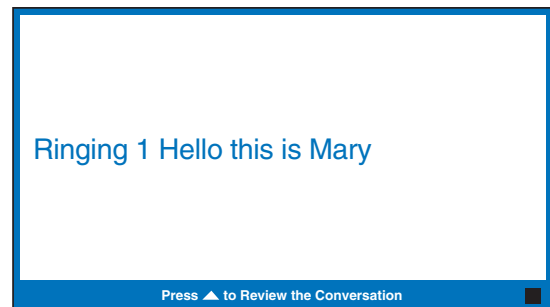 Ringing 1 Hello this is Mary
Press ▲ to Review the Conversation